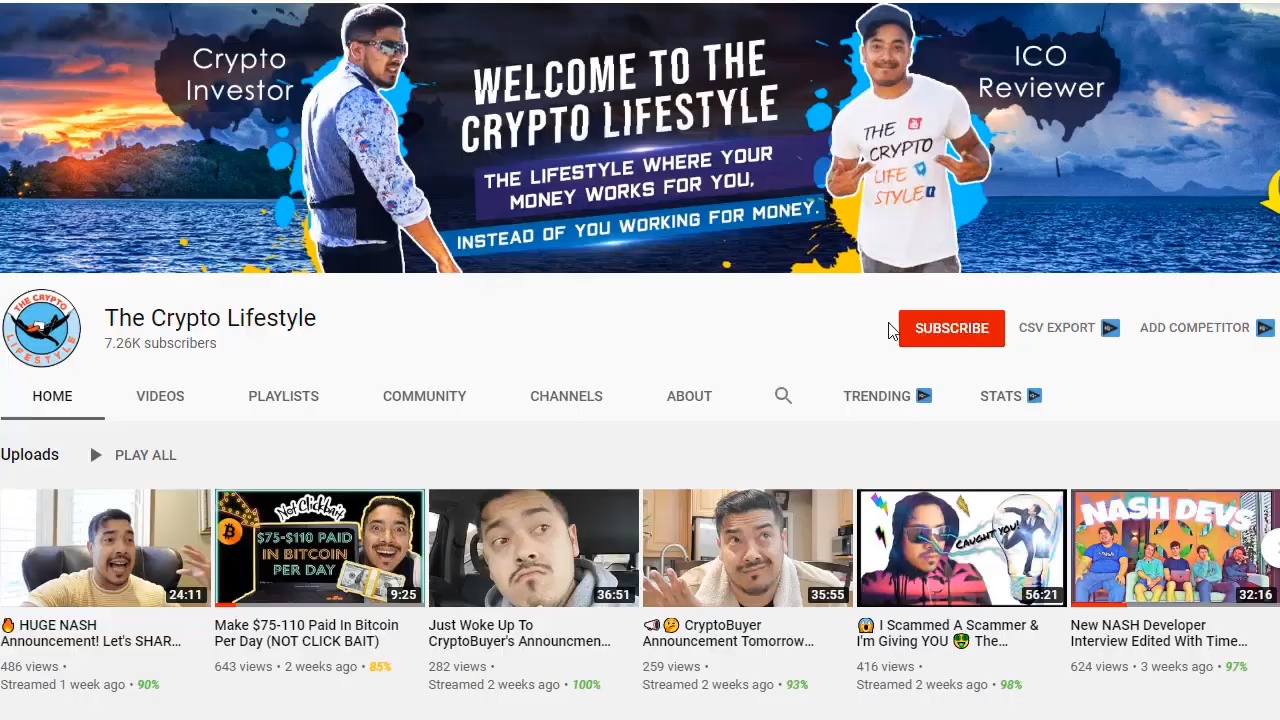 Crypto
Investor
WELCOME TO THE
CRYPTO LIFESTYLE
THE LIFESTYLE WHERE YOUR
MONEY WORKS FOR YOU,
INSTEAD OF YOU WORKING FOR MONEY.
THE
CRYPTO
LIFE
STYLE
ICO
Reviewer
THE CRYPTO
LIFESTYLE
The Crypto Lifestyle
7.26K subscribers
SUBSCRIBE
CSV EXPORT
ADD COMPETITOR
HOME
VIDEOS
PLAYLISTS
COMMUNITY
CHANNELS
ABOUT
TRENDING
STATS
Uploads
PLAY ALL
24:11
🔥 HUGE NASH
Announcement! Let's SHAR...
486 views •
Streamed 1 week ago • 90%
Not Clickbait
$75-$110 PAID
IN BITCOIN
PER DAY
9:25
Make $75-110 Paid In Bitcoin
Per Day (NOT CLICK BAIT)
643 views • 2 weeks ago • 85%
36:51
Just Woke Up To
CryptoBuyer's Announcmen...
282 views •
Streamed 2 weeks ago • 100%
35:55
📢🤔 CryptoBuyer
Announcement Tomorrow...
259 views •
Streamed 2 weeks ago • 93%
CAUGHT YOU!
56:21
😱 I Scammed A Scammer &
I'm Giving YOU 🤑 The...
416 views •
Streamed 2 weeks ago • 98%
NASH DEVS
32:16
New NASH Developer
Interview Edited With Time...
624 views • 3 weeks ago • 97%